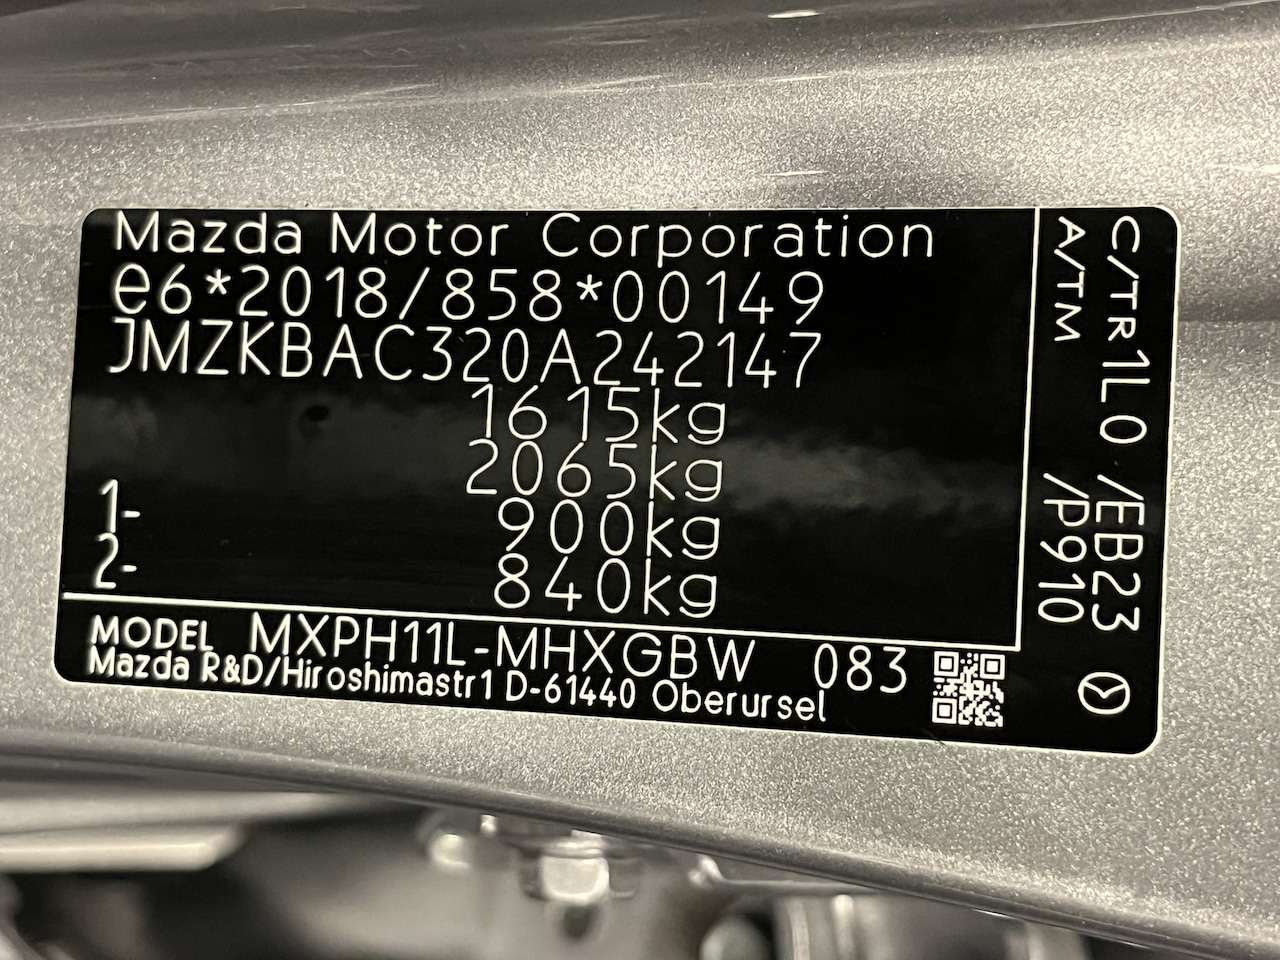 Mazda Motor Corporation
e6*2018/858*00149
JMZKBAC320A242147
1615kg
2065kg
1- 900kg
2- 840kg
MODEL MXPH11L-MHXGBW 083
Mazda R&D/Hiroshimastr1 D-61440 Oberursel
C/TR1L0 /EB23
A/TM /P910